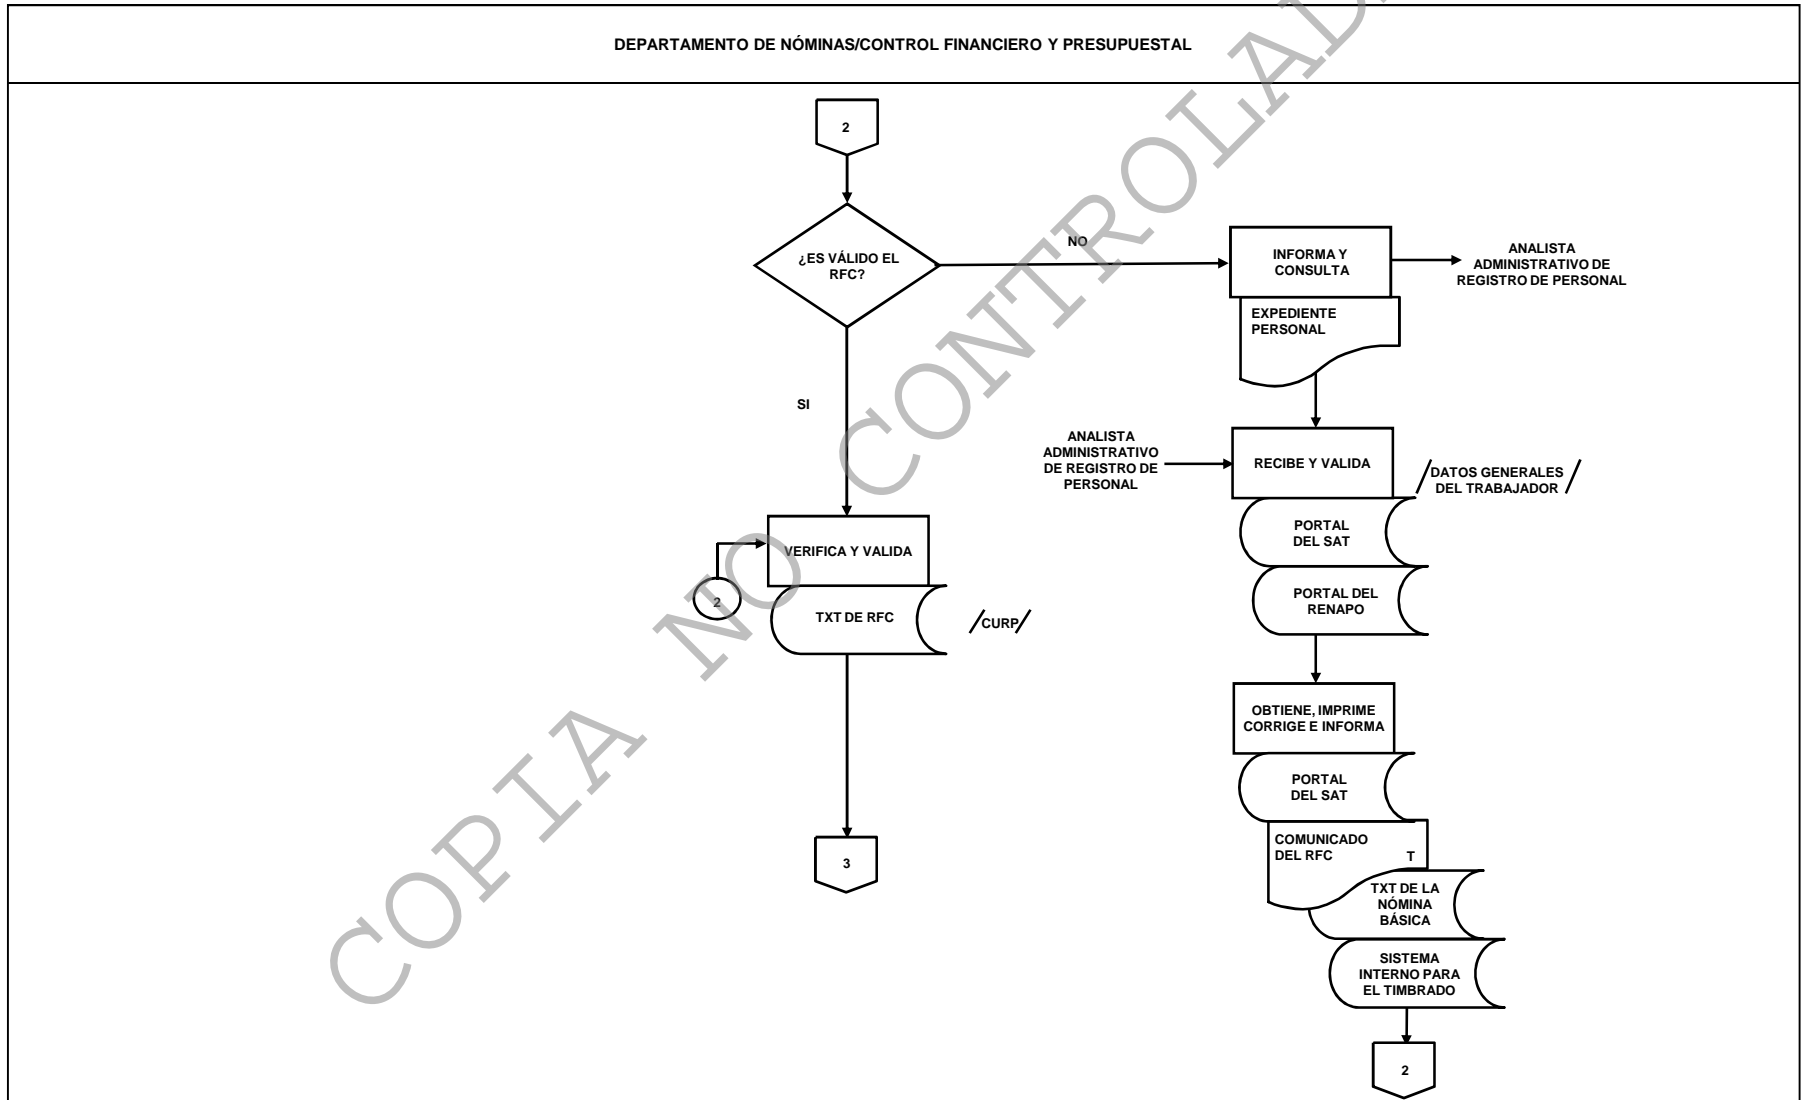 DEPARTAMENTO DE NÓMINAS/CONTROL FINANCIERO Y PRESUPUESTAL
2
¿ES VÁLIDO EL
RFC?
NO
INFORMA Y
CONSULTA
ANALISTA
ADMINISTRATIVO DE
REGISTRO DE PERSONAL
EXPEDIENTE
PERSONAL
SI
ANALISTA
ADMINISTRATIVO
DE REGISTRO DE
PERSONAL
RECIBE Y VALIDA
/DATOS GENERALES
DEL TRABAJADOR /
PORTAL
DEL SAT
PORTAL DEL
RENAPO
VERIFICA Y VALIDA
2
TXT DE RFC
/CURP/
OBTIENE, IMPRIME
CORRIGE E INFORMA
PORTAL
DEL SAT
COMUNICADO
DEL RFC T
TXT DE LA
NÓMINA
BÁSICA
SISTEMA
INTERNO PARA
EL TIMBRADO
3
2
COPIA NO CONTROLAD